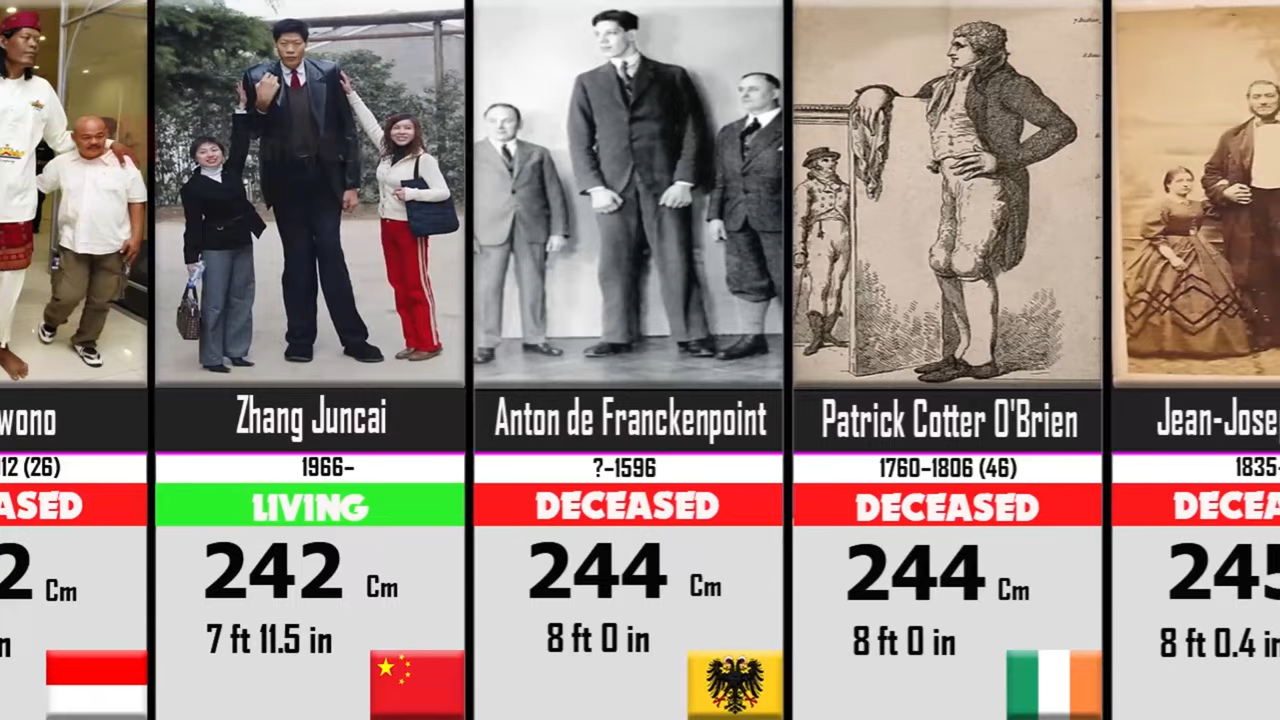 wono
12 (26)
ASED
2 Cm
n
Zhang Juncai
1966-
LIVING
242 Cm
7 ft 11.5 in
Anton de Franckenpoint
?-1596
DECEASED
244 Cm
8 ft 0 in
Patrick Cotter O'Brien
1760-1806 (46)
DECEASED
244 Cm
8 ft 0 in
Jean-Jose
1835-
DECEA
245
8 ft 0.4 in